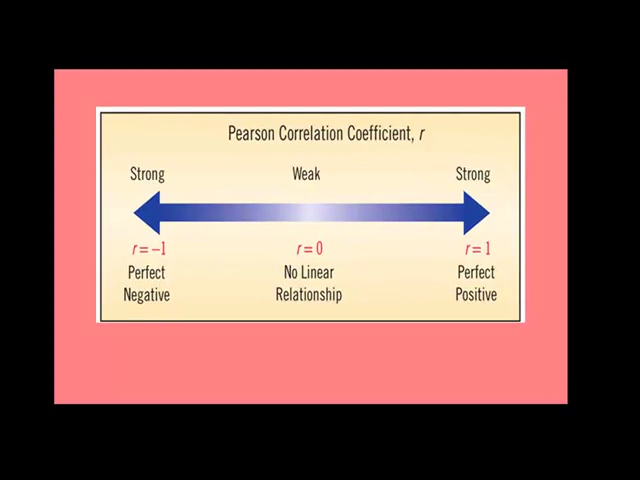 Pearson Correlation Coefficient, r
Strong Weak Strong
r = –1 r = 0 r = 1
Perfect No Linear Perfect
Negative Relationship Positive